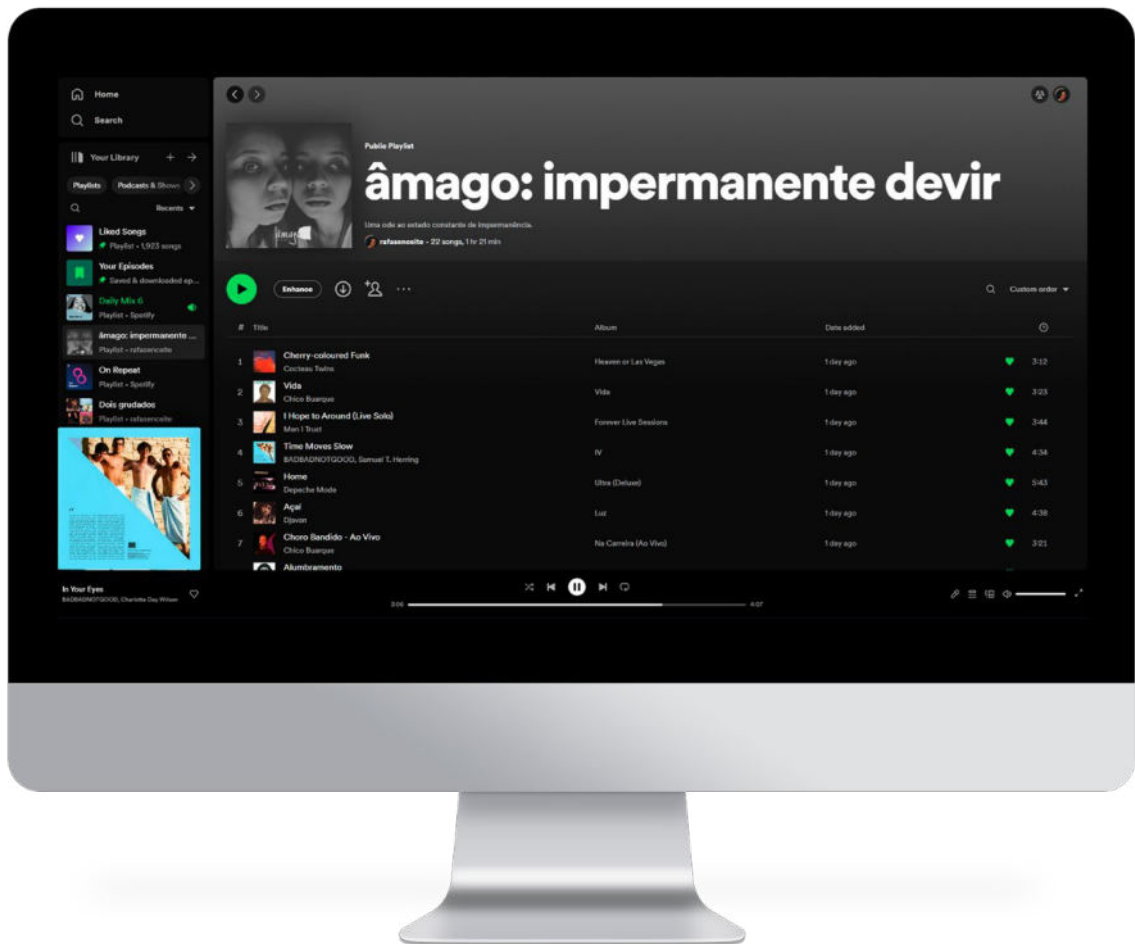 Home
Search
Your Library
Playlists
Podcasts & Shows
Recents
Liked Songs
Playlist • 1,923 songs
Your Episodes
Saved & downloaded ep...
Daily Mix 6
Playlist • Spotify
âmago: impermanente ...
Playlist • rafasenoite
On Repeat
Playlist • Spotify
Dois grudados
Playlist • rafasenoite
Public Playlist
âmago: impermanente devir
Uma ode ao estado constante de impermanência.
rafasenoite • 22 songs, 1 hr 21 min
âmago
Enhance
Custom order
# Title Album Date added
1 Cherry-coloured Funk Heaven or Las Vegas 1 day ago 3:12
Cocteau Twins
2 Vida Vida 1 day ago 3:23
Chico Buarque
3 I Hope to Around (Live Solo) Forever Live Sessions 1 day ago 3:44
Men I Trust
4 Time Moves Slow IV 1 day ago 4:34
BADBADNOTGOOD, Samuel T. Herring
5 Home Ultra (Deluxe) 1 day ago 5:43
Depeche Mode
6 Açaí Luz 1 day ago 4:38
Djavan
7 Choro Bandido - Ao Vivo Na Carreira (Ao Vivo) 1 day ago 3:21
Chico Buarque
Alumbramento
In Your Eyes
BADBADNOTGOOD, Charlotte Day Wilson
3:06 4:07